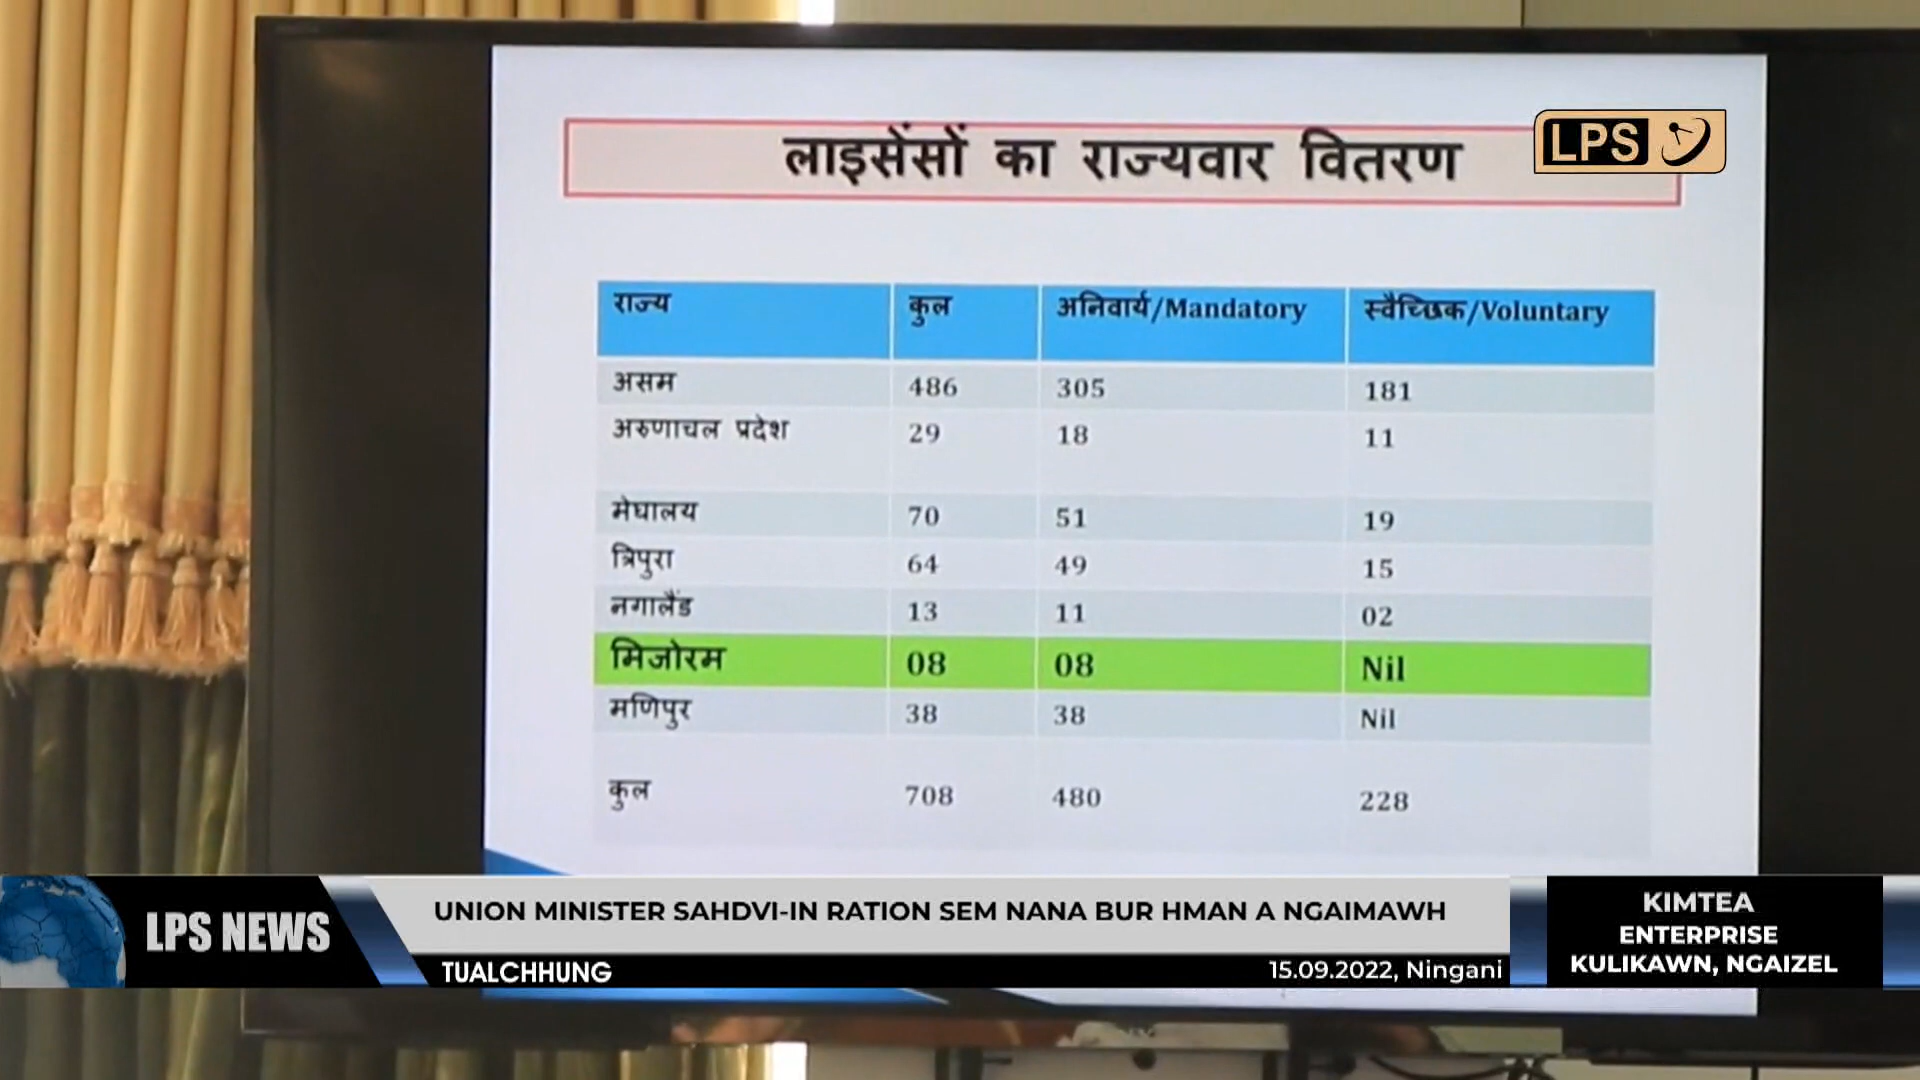 लाइसेंसों का राज्यवार वितरण
LPS
राज्य कुल अनिवार्य/Mandatory स्वैच्छिक/Voluntary
असम 486 305 181
अरुणाचल प्रदेश 29 18 11
मेघालय 70 51 19
त्रिपुरा 64 49 15
नगालैंड 13 11 02
मिजोरम 08 08 Nil
मणिपुर 38 38 Nil
कुल 708 480 228
LPS NEWS
UNION MINISTER SAHDVI-IN RATION SEM NANA BUR HMAN A NGAIMAWH
TUALCHHUNG 15.09.2022, Ningani
KIMTEA
ENTERPRISE
KULIKAWN, NGAIZEL